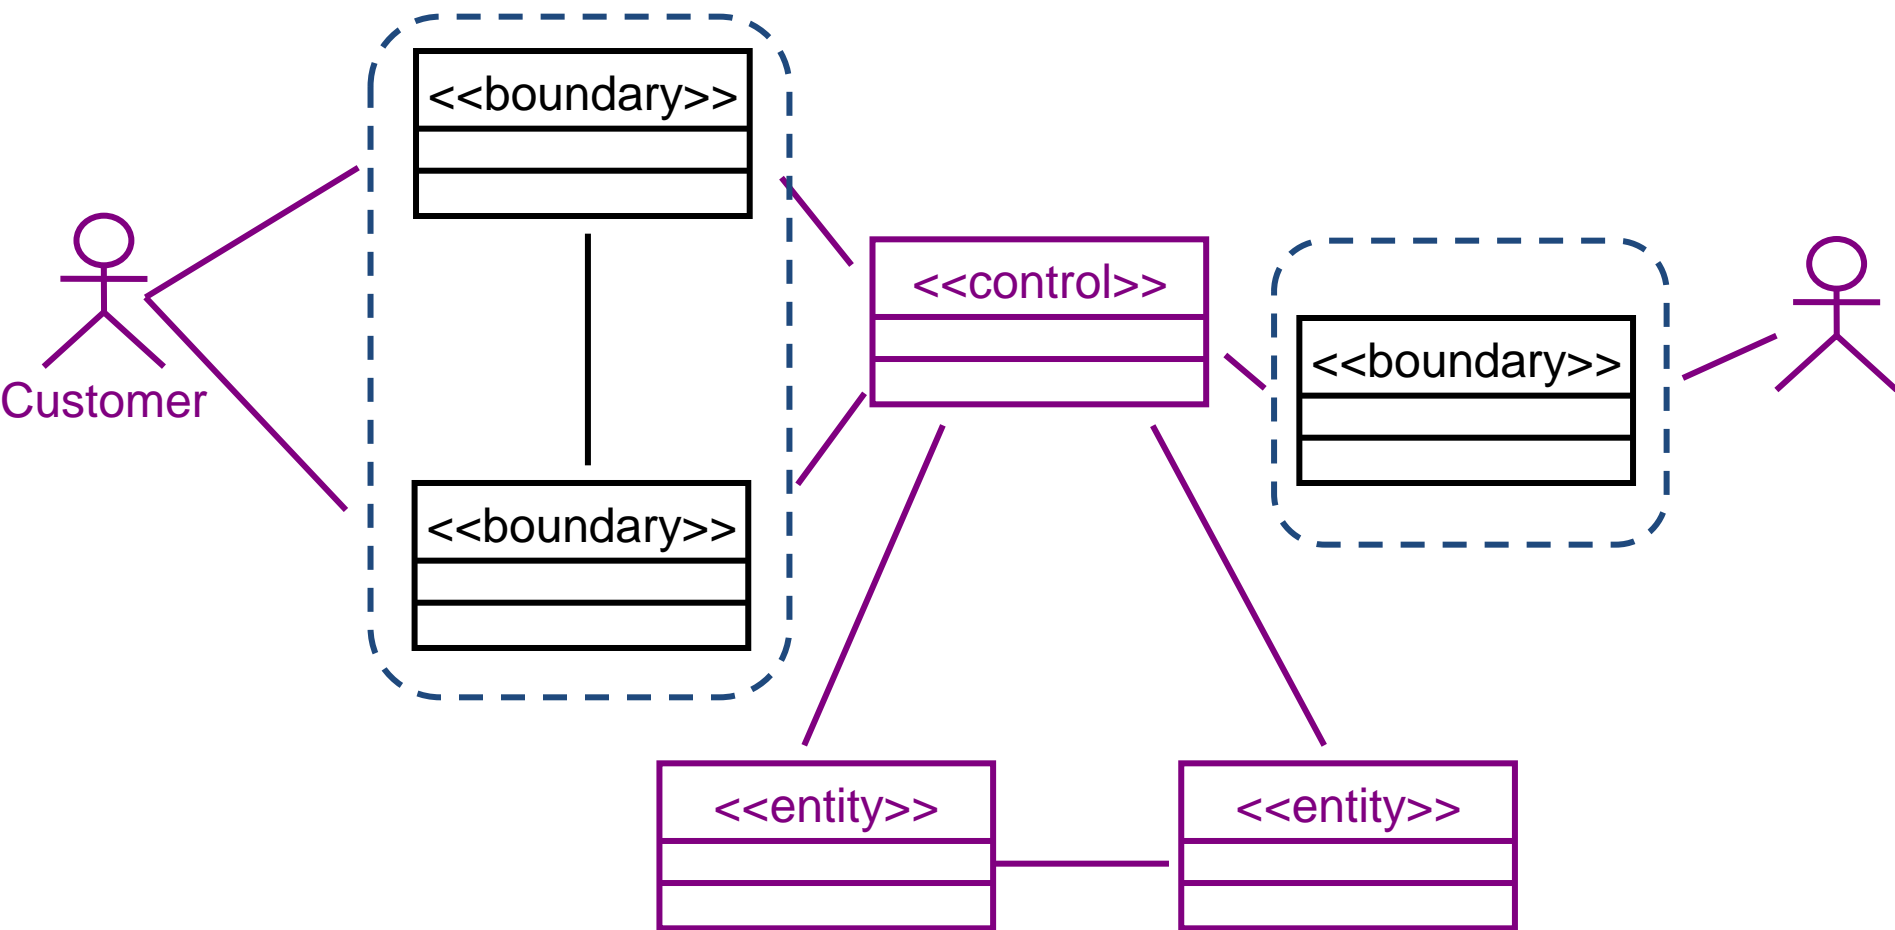 <<boundary>>
<<control>>
<<boundary>>
Customer
<<boundary>>
<<entity>>
<<entity>>